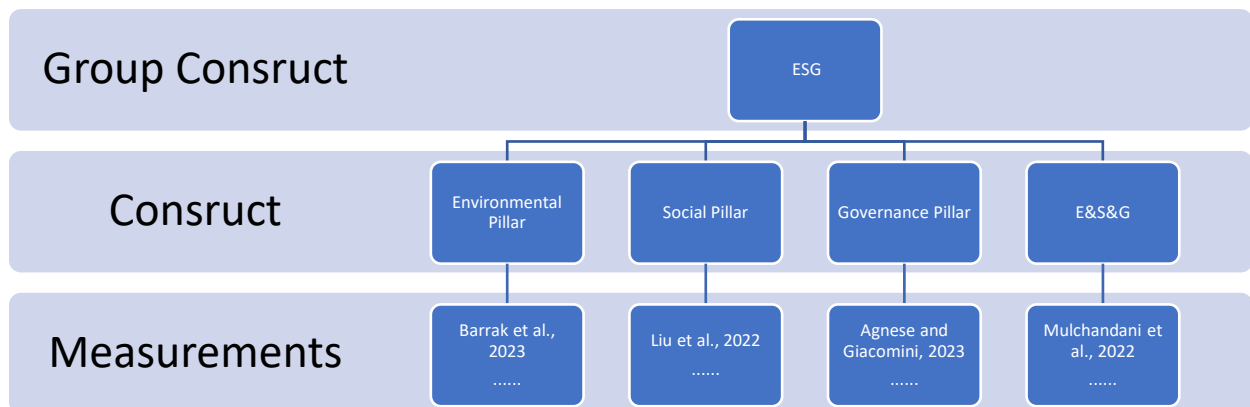 Group Consruct
ESG
Consruct
Environmental
Pillar
Social Pillar
Governance Pillar
E&S&G
Measurements
Barrak et al.,
2023
......
Liu et al., 2022
......
Agnese and
Giacomini, 2023
......
Mulchandani et
al., 2022
......